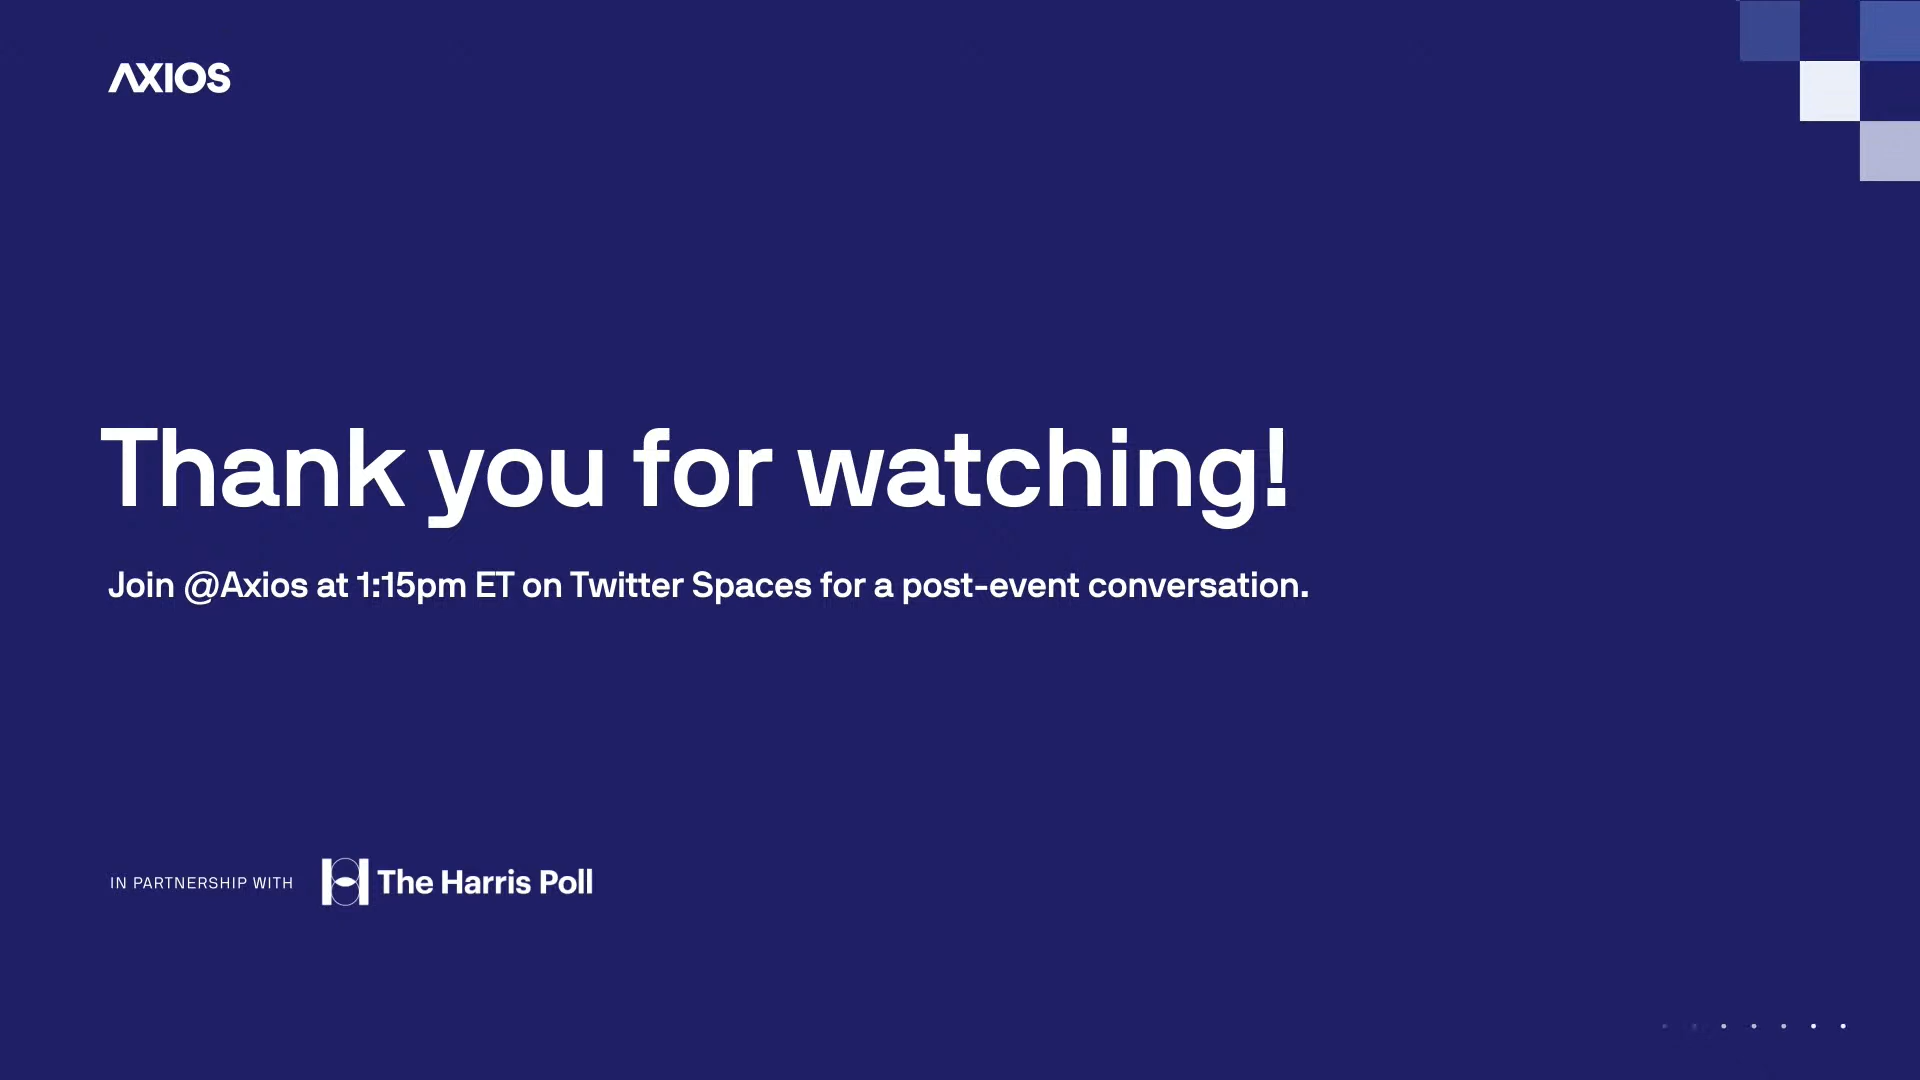 AXIOS
Thank you for watching!
Join @Axios at 1:15pm ET on Twitter Spaces for a post-event conversation.
IN PARTNERSHIP WITH The Harris Poll